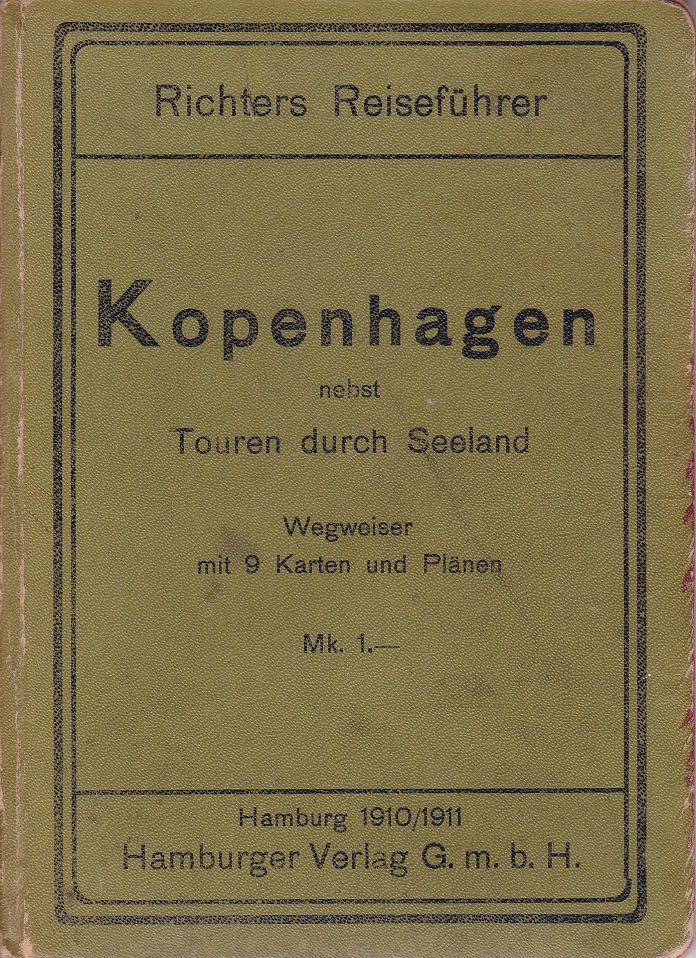 Richters Reiseführer
Kopenhagen
nebst
Touren durch Seeland
Wegweiser
mit 9 Karten und Plänen
Mk. 1.—
Hamburg 1910/1911
Hamburger Verlag G. m. b. H.